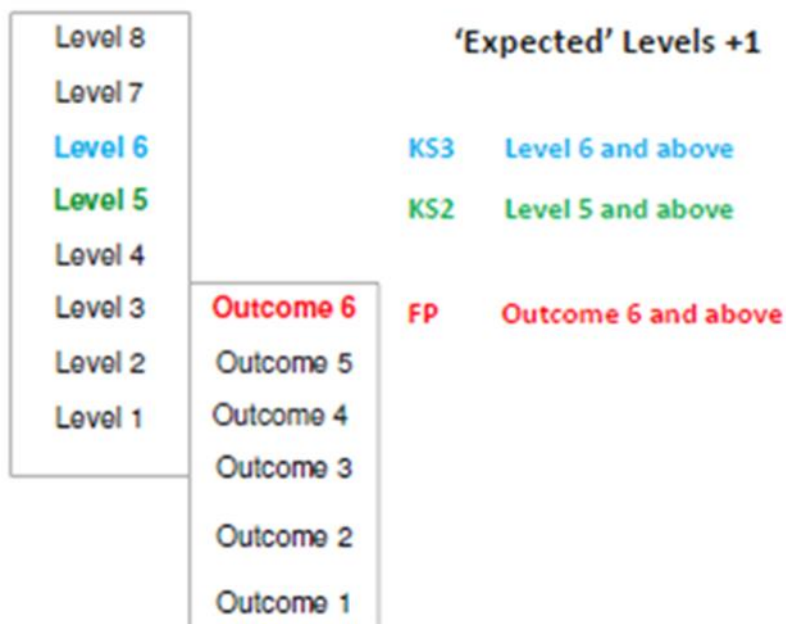 ‘Expected’ Levels +1
Level 8
Level 7
Level 6
Level 5
Level 4
Level 3
Level 2
Level 1
Outcome 6
Outcome 5
Outcome 4
Outcome 3
Outcome 2
Outcome 1
KS3 Level 6 and above
KS2 Level 5 and above
FP Outcome 6 and above